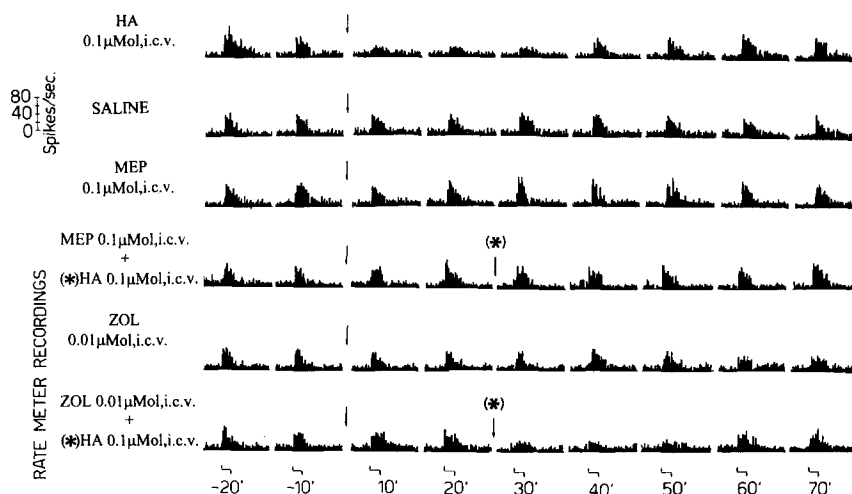 HA
0.1μMol,i.c.v.
80
40
0
Spikes/sec.
SALINE
MEP
0.1μMol,i.c.v.
MEP 0.1μMol,i.c.v.
+
(*)HA 0.1μMol,i.c.v.
(*)
ZOL
0.01μMol,i.c.v.
ZOL 0.01μMol,i.c.v.
+
(*)HA 0.1μMol,i.c.v.
(*)
RATE METER RECORDINGS
-20' -10' 10' 20' 30' 40' 50' 60' 70'